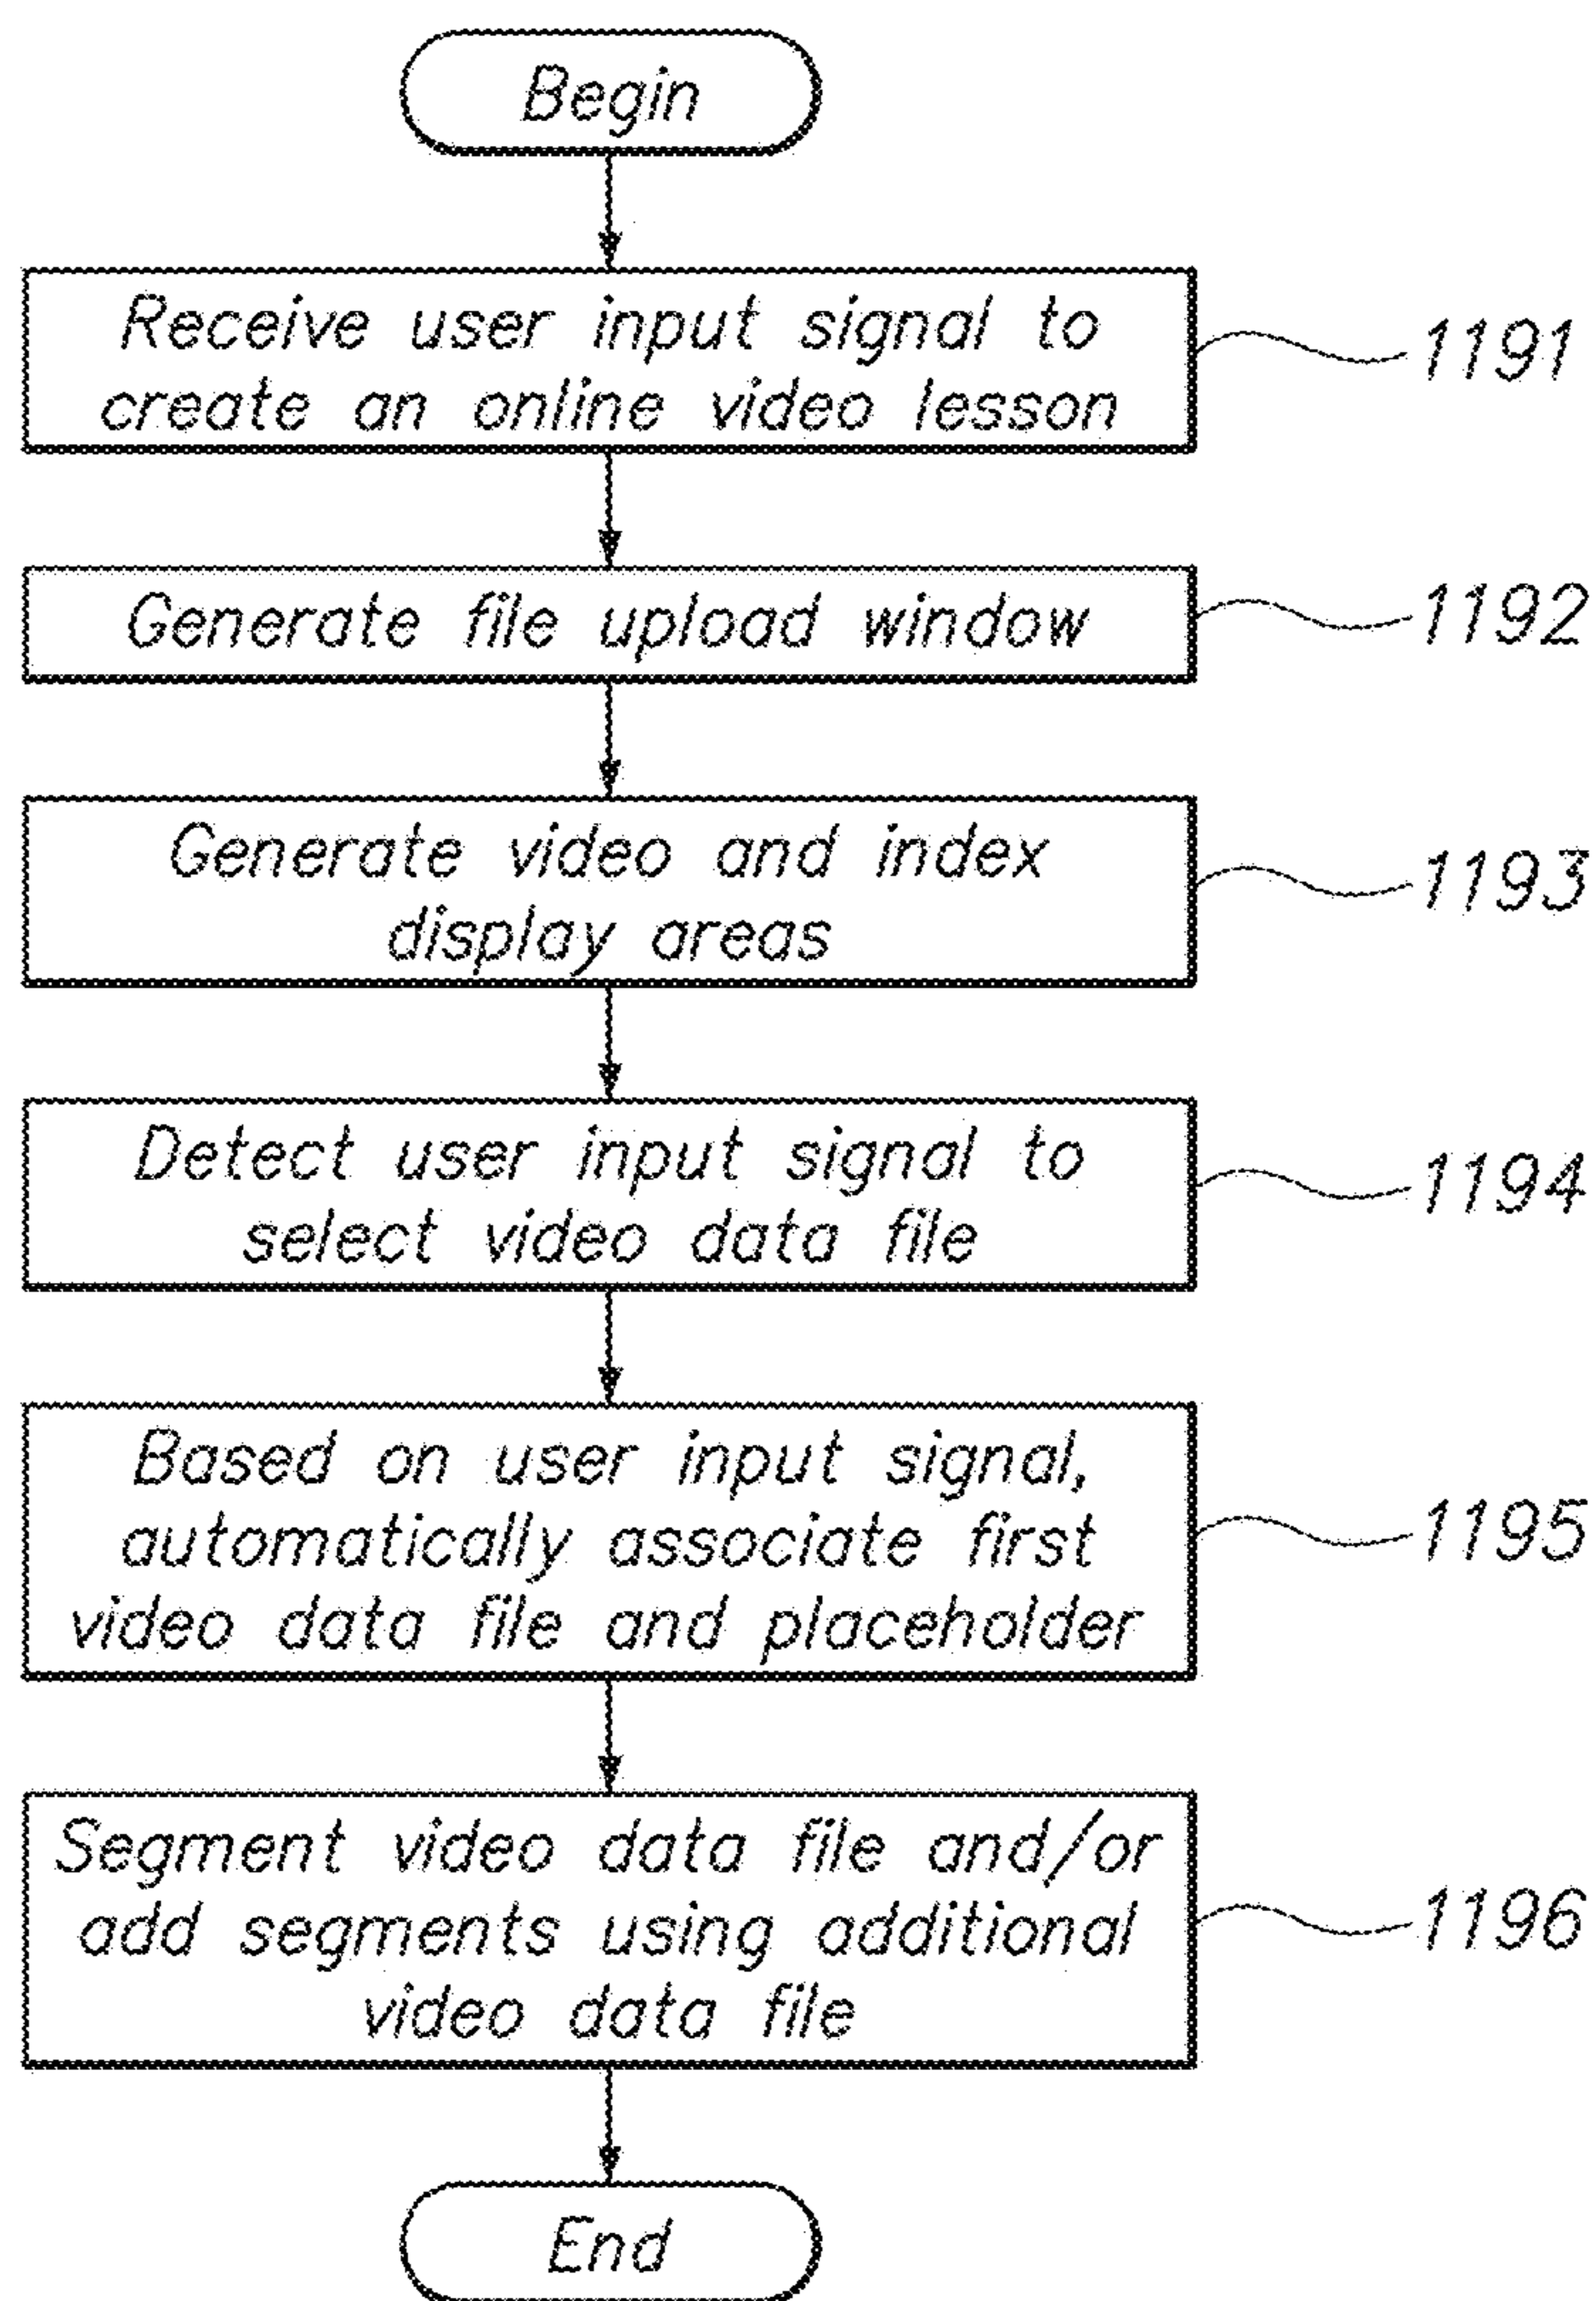 Begin
Receive user input signal to
create an online video lesson
1191
Generate file upload window
1192
Generate video and index
display areas
1193
Detect user input signal to
select video data file
1194
Based on user input signal,
automatically associate first
video data file and placeholder
1195
Segment video data file and/or
add segments using additional
video data file
1196
End